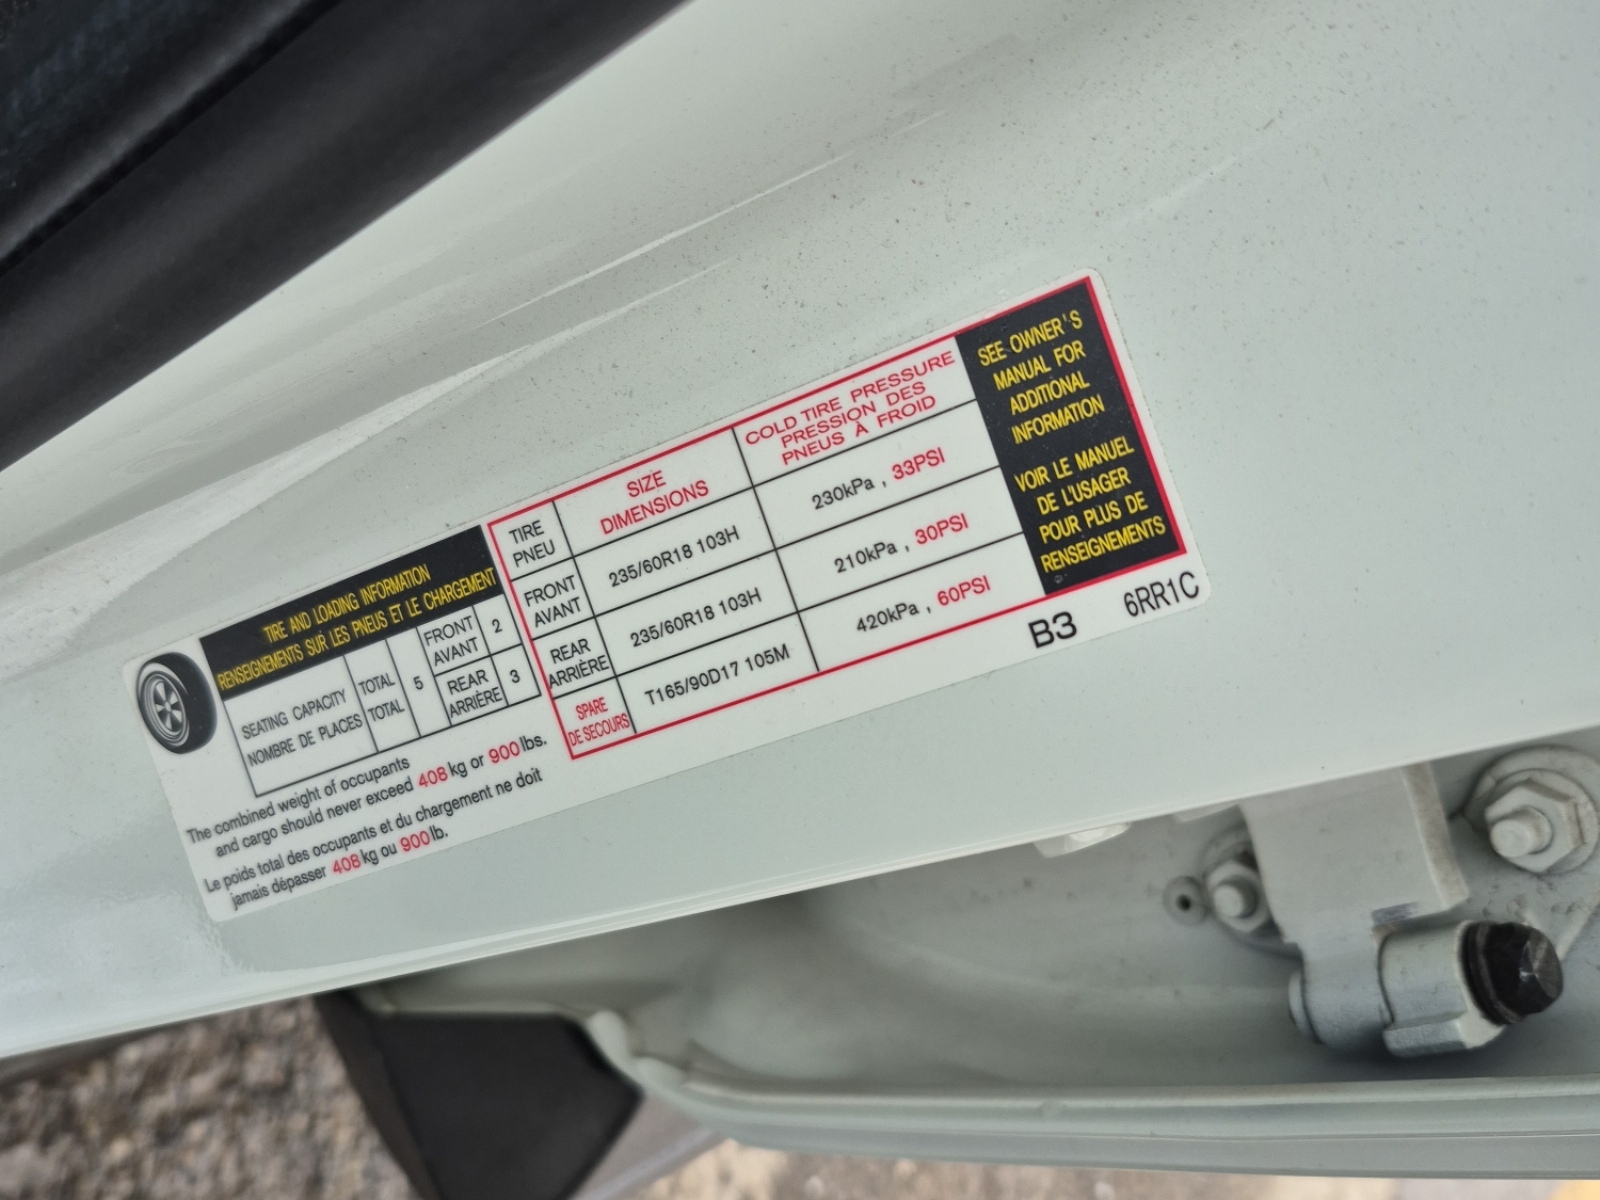 TIRE AND LOADING INFORMATION
RENSEIGNEMENTS SUR LES PNEUS ET LE CHARGEMENT
SEATING CAPACITY
NOMBRE DE PLACES
TOTAL
TOTAL
5
FRONT
AVANT
2
REAR
ARRIÈRE
3
The combined weight of occupants
and cargo should never exceed 408 kg or 900 lbs.
Le poids total des occupants et du chargement ne doit
jamais dépasser 408 kg ou 900 lb.
TIRE
PNEU
SIZE
DIMENSIONS
COLD TIRE PRESSURE
PRESSION DES
PNEUS À FROID
FRONT
AVANT
235/60R18 103H
230kPa , 33PSI
REAR
ARRIÈRE
235/60R18 103H
210kPa , 30PSI
SPARE
DE SECOURS
T165/90D17 105M
420kPa , 60PSI
SEE OWNER'S
MANUAL FOR
ADDITIONAL
INFORMATION
VOIR LE MANUEL
DE L'USAGER
POUR PLUS DE
RENSEIGNEMENTS
B3
6RR1C